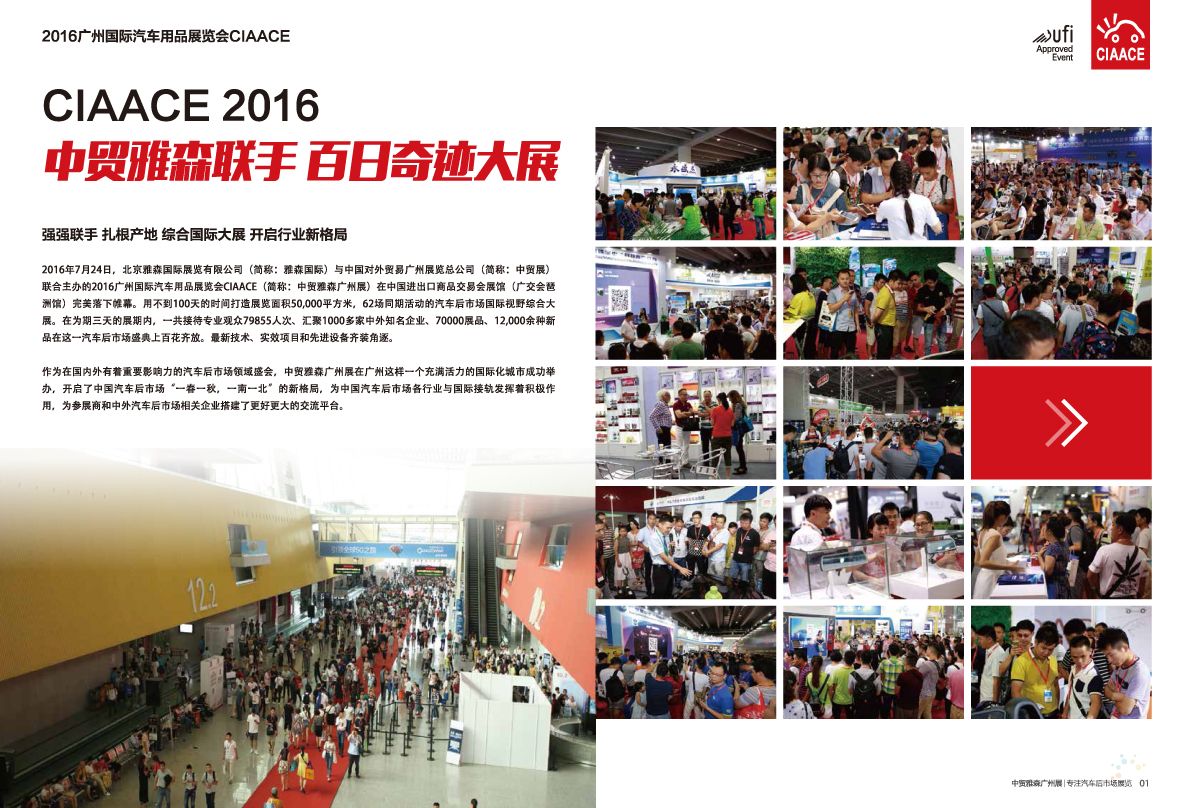 2016广州国际汽车用品展览会CIAACE
ufi
Approved
Event
CIAACE
CIAACE 2016
中贸雅森联手 百日奇迹大展
强强联手 扎根产地 综合国际大展 开启行业新格局
2016年7月24日，北京雅森国际展览有限公司（简称：雅森国际）与中国对外贸易广州展览总公司（简称：中贸展）
联合主办的2016广州国际汽车用品展览会CIAACE（简称：中贸雅森广州展）在中国进出口商品交易会展馆（广交会琶
洲馆）完美落下帷幕。用不到100天的时间打造展览面积50,000平方米，62场同期活动的汽车后市场国际视野综合大
展。在为期三天的展期内，一共接待专业观众79855人次、汇聚1000多家中外知名企业、70000展品、12,000余种新
品在这一汽车后市场盛典上百花齐放。最新技术、实效项目和先进设备齐装角逐。
作为在国内外有着重要影响力的汽车后市场领域盛会，中贸雅森广州展在广州这样一个充满活力的国际化城市成功举
办，开启了中国汽车后市场“一春一秋，一南一北”的新格局，为中国汽车后市场各行业与国际接轨发挥着积极作
用，为参展商和中外汽车后市场相关企业搭建了更好更大的交流平台。
12.2
引领全球5G之路
中贸雅森广州展|专注汽车后市场展览 01